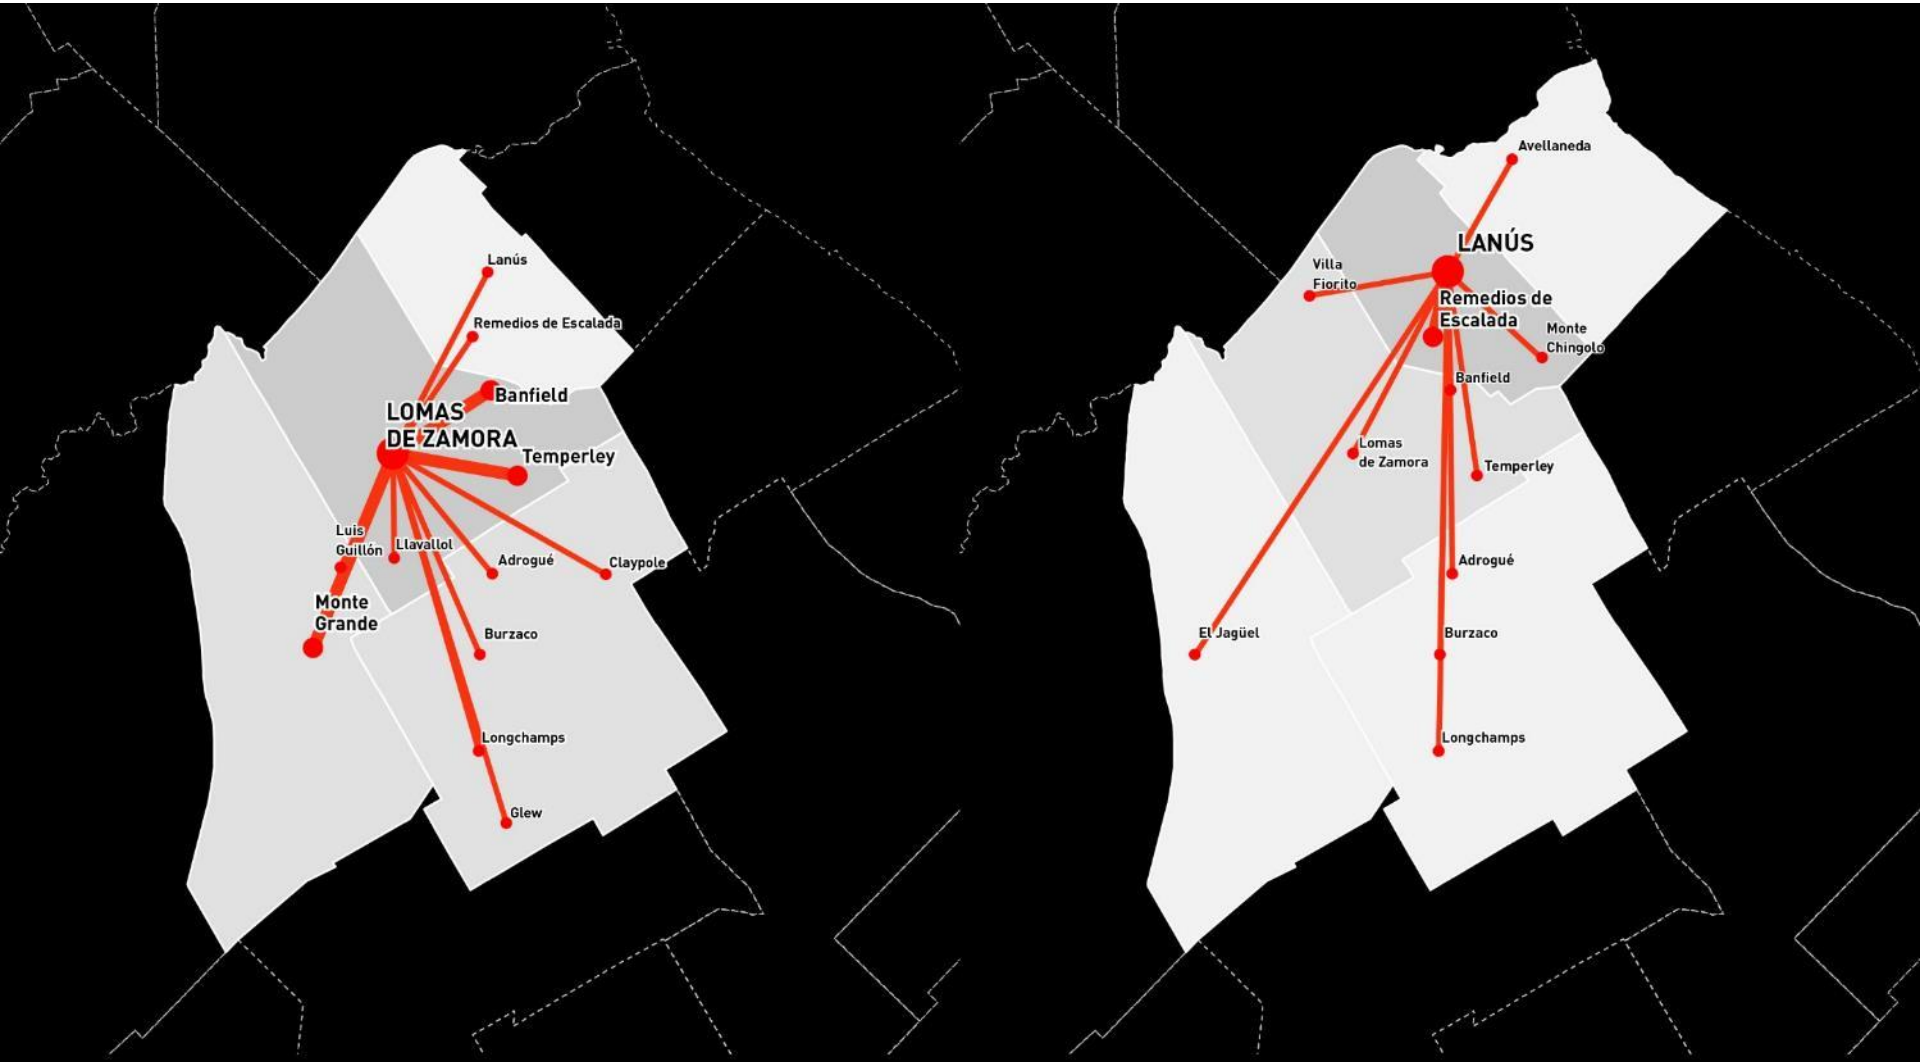 Lanús
Remedios de Escalada
Banfield
LOMAS
DE ZAMORA
Temperley
Luis
Guillón
Llavallol
Adrogué
Claypole
Monte
Grande
Burzaco
Longchamps
Glew
Avellaneda
LANÚS
Villa
Fiorito
Remedios de
Escalada
Monte
Chingolo
Banfield
Lomas
de Zamora
Temperley
Adrogué
El Jagüel
Burzaco
Longchamps